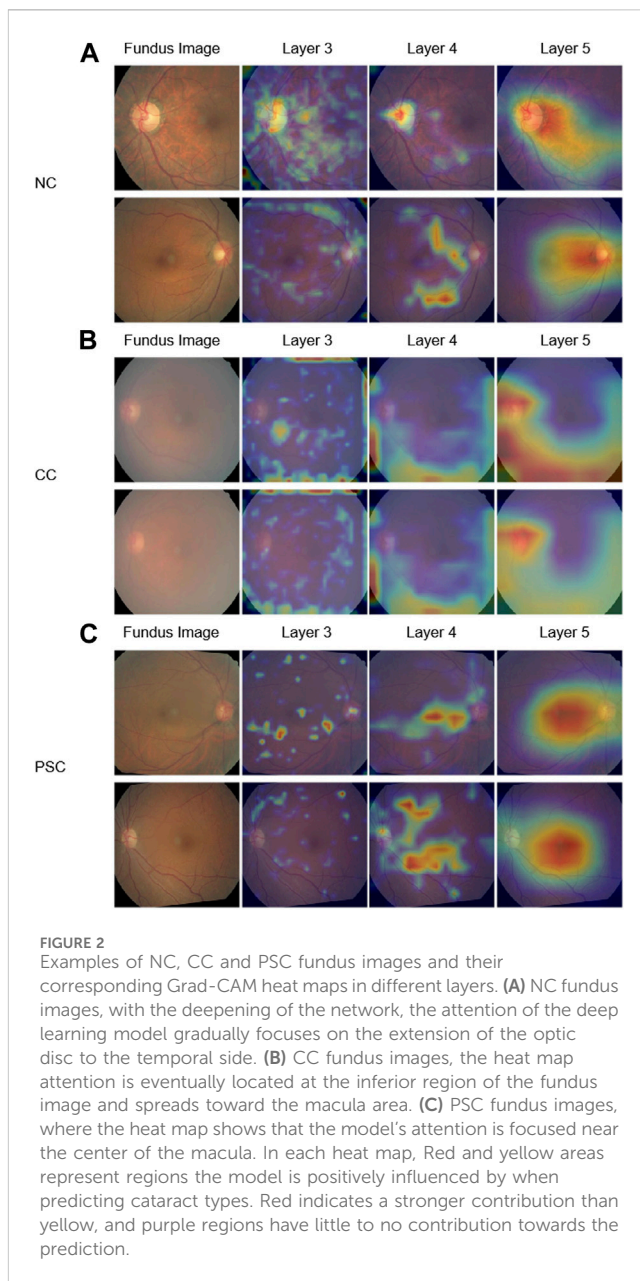 A
Fundus Image Layer 3 Layer 4 Layer 5
NC
B
Fundus Image Layer 3 Layer 4 Layer 5
CC
C
Fundus Image Layer 3 Layer 4 Layer 5
PSC
FIGURE 2
Examples of NC, CC and PSC fundus images and their
corresponding Grad-CAM heat maps in different layers. (A) NC fundus
images, with the deepening of the network, the attention of the deep
learning model gradually focuses on the extension of the optic
disc to the temporal side. (B) CC fundus images, the heat map
attention is eventually located at the inferior region of the fundus
image and spreads toward the macula area. (C) PSC fundus images,
where the heat map shows that the model's attention is focused near
the center of the macula. In each heat map, Red and yellow areas
represent regions the model is positively influenced by when
predicting cataract types. Red indicates a stronger contribution than
yellow, and purple regions have little to no contribution towards the
prediction.